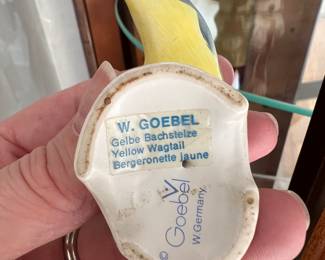 W. GOEBEL
Gelbe Bachstelze
Yellow Wagtail
Bergeronette jaune
© Goebel
W. Germany